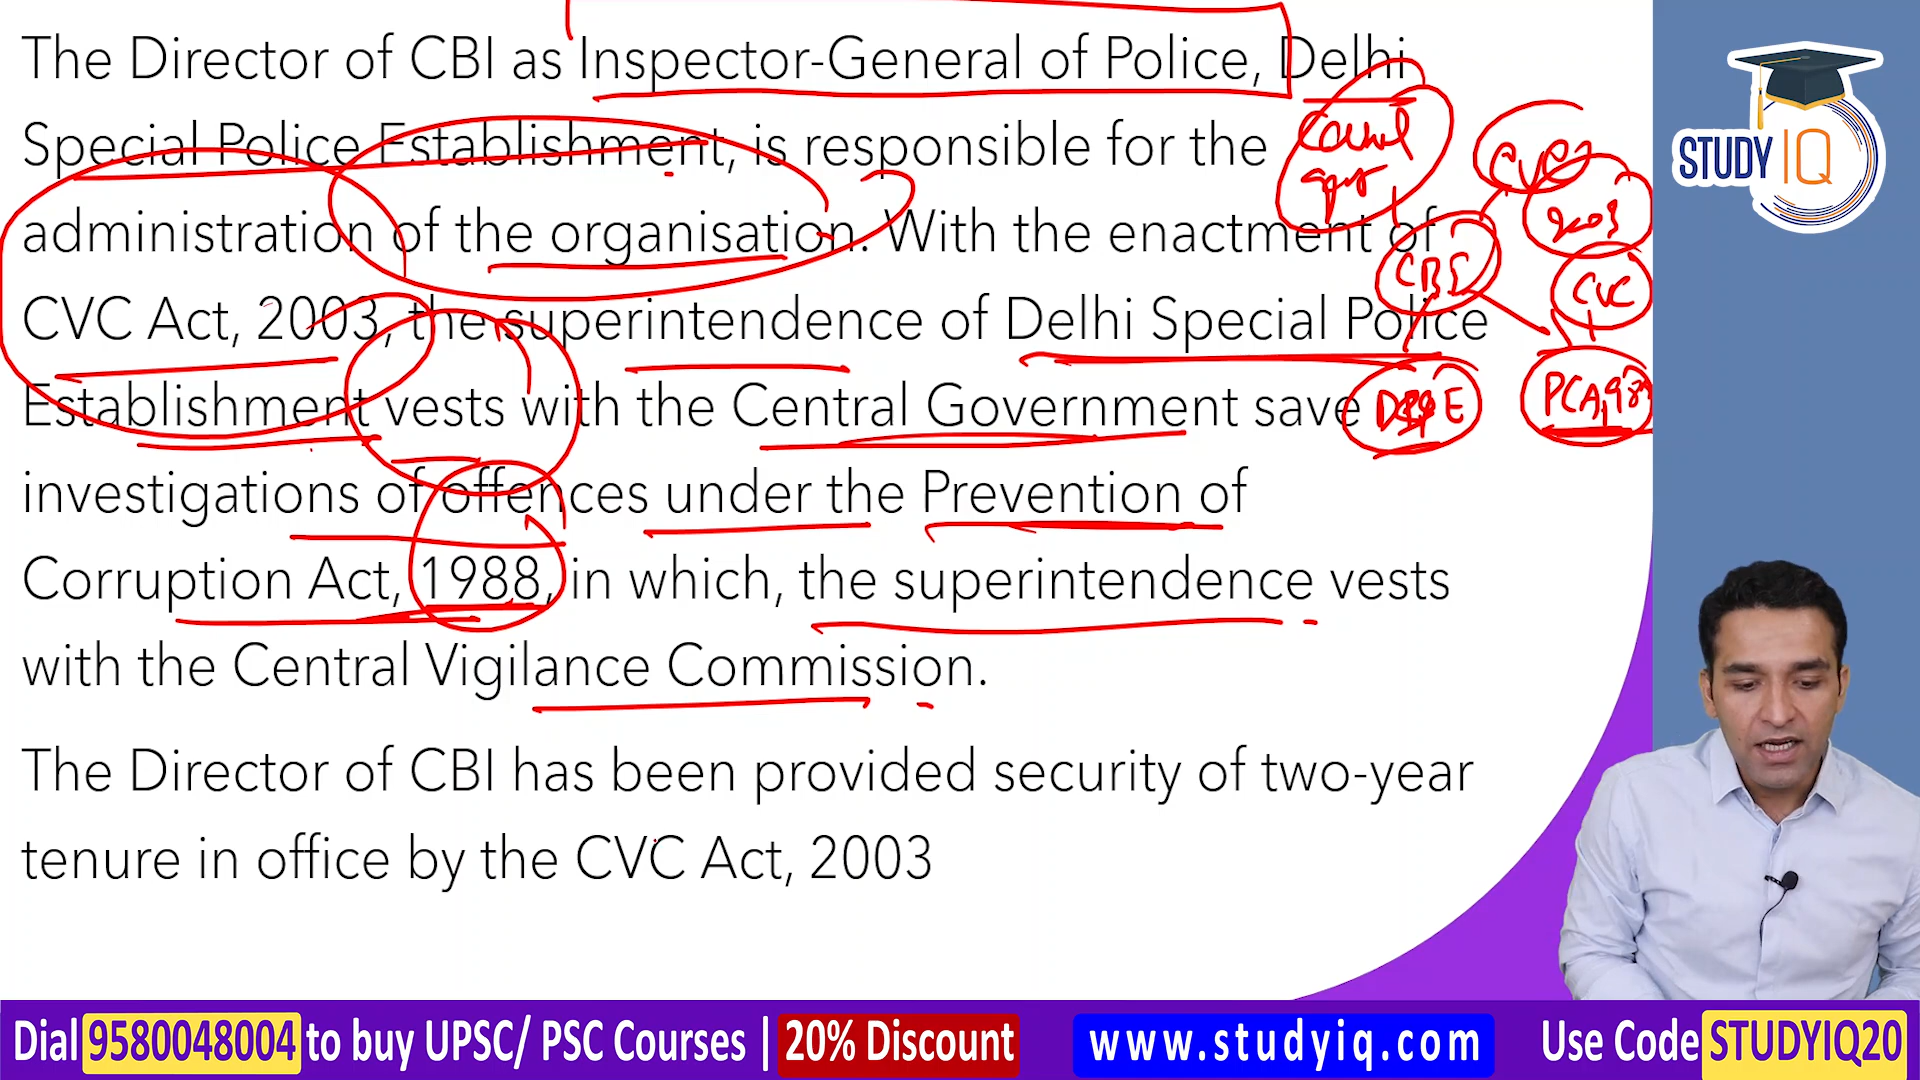 The Director of CBI as Inspector-General of Police, Delhi
Special Police Establishment, is responsible for the
administration of the organisation. With the enactment of
CVC Act, 2003, the superintendence of Delhi Special Police
Establishment vests with the Central Government save
investigations of offences under the Prevention of
Corruption Act, 1988, in which, the superintendence vests
with the Central Vigilance Commission.
The Director of CBI has been provided security of two-year
tenure in office by the CVC Act, 2003
CBI
CVC
STUDY IQ
Dial 9580048004 to buy UPSC/ PSC Courses | 20% Discount
www.studyiq.com
Use Code STUDYIQ20